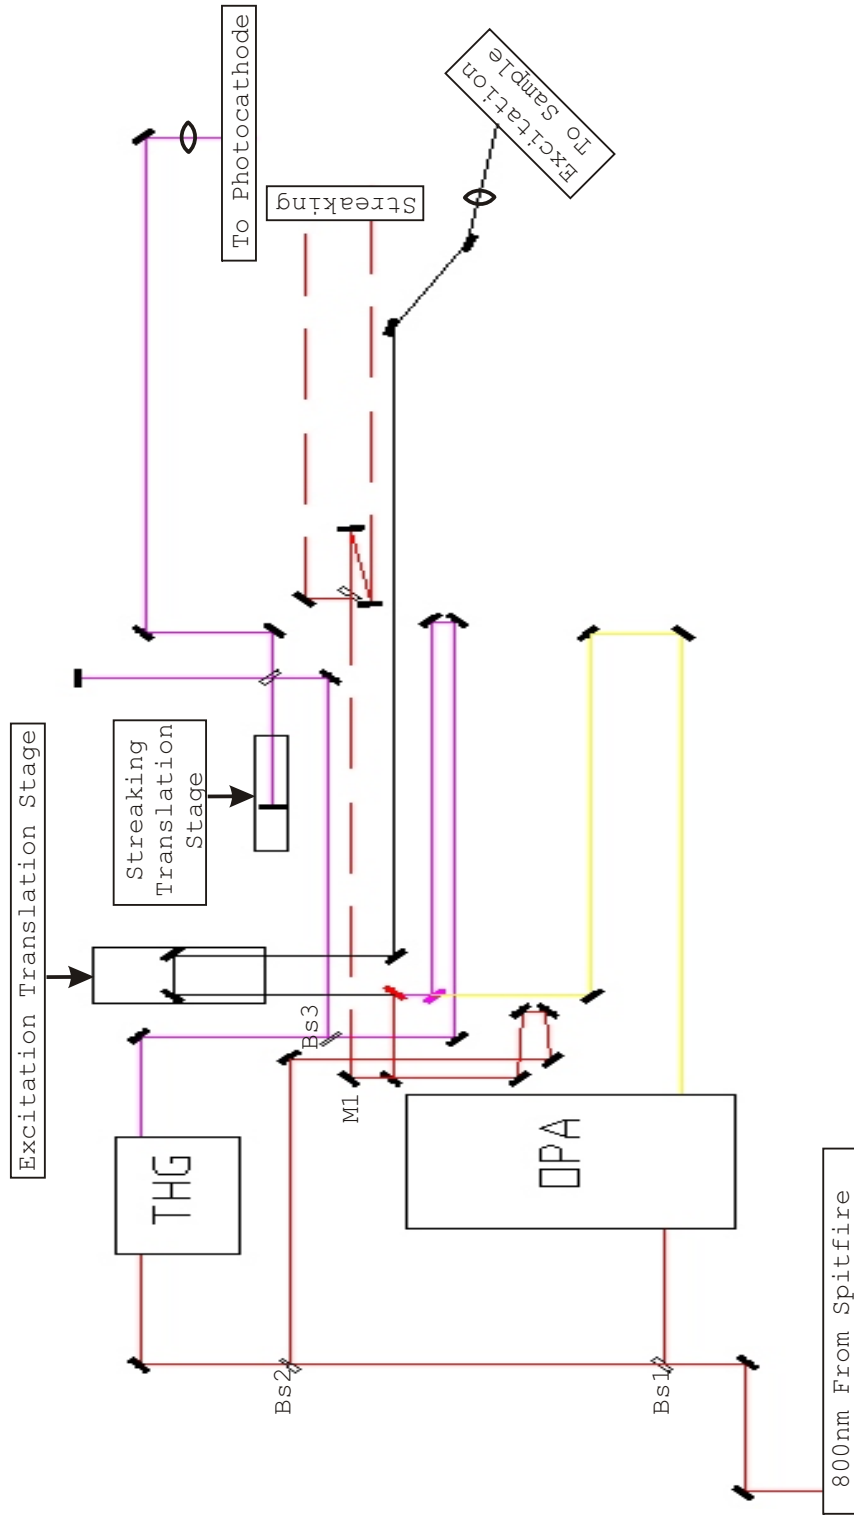 To Photocathode
Excitation
To Sample
Streaking
Excitation Translation Stage
Streaking
Translation
Stage
Bs3
M1
THG
OPA
Bs2
Bs1
800nm From Spitfire